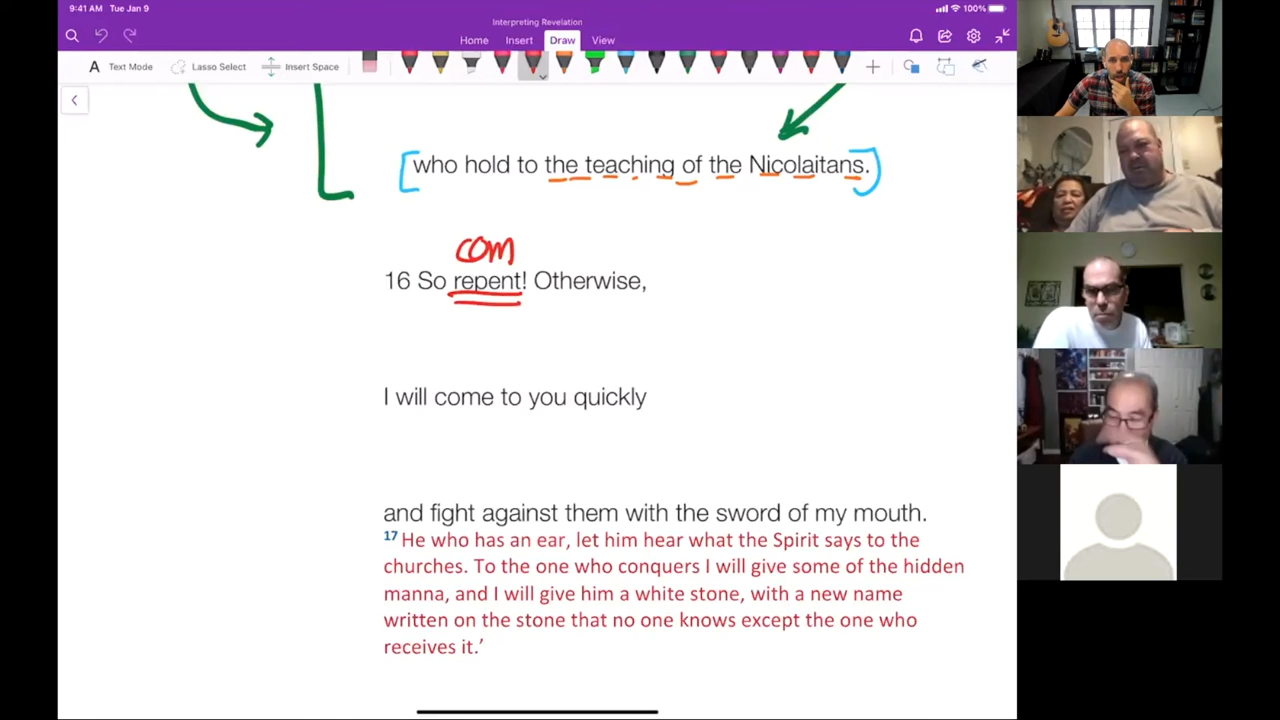 9:41 AM Tue Jan 9
100%
Interpreting Revelation
Home Insert Draw View
A Text Mode Lasso Select Insert Space
who hold to the teaching of the Nicolaitans.
com
16 So repent! Otherwise,
I will come to you quickly
and fight against them with the sword of my mouth.
17 He who has an ear, let him hear what the Spirit says to the
churches. To the one who conquers I will give some of the hidden
manna, and I will give him a white stone, with a new name
written on the stone that no one knows except the one who
receives it.’